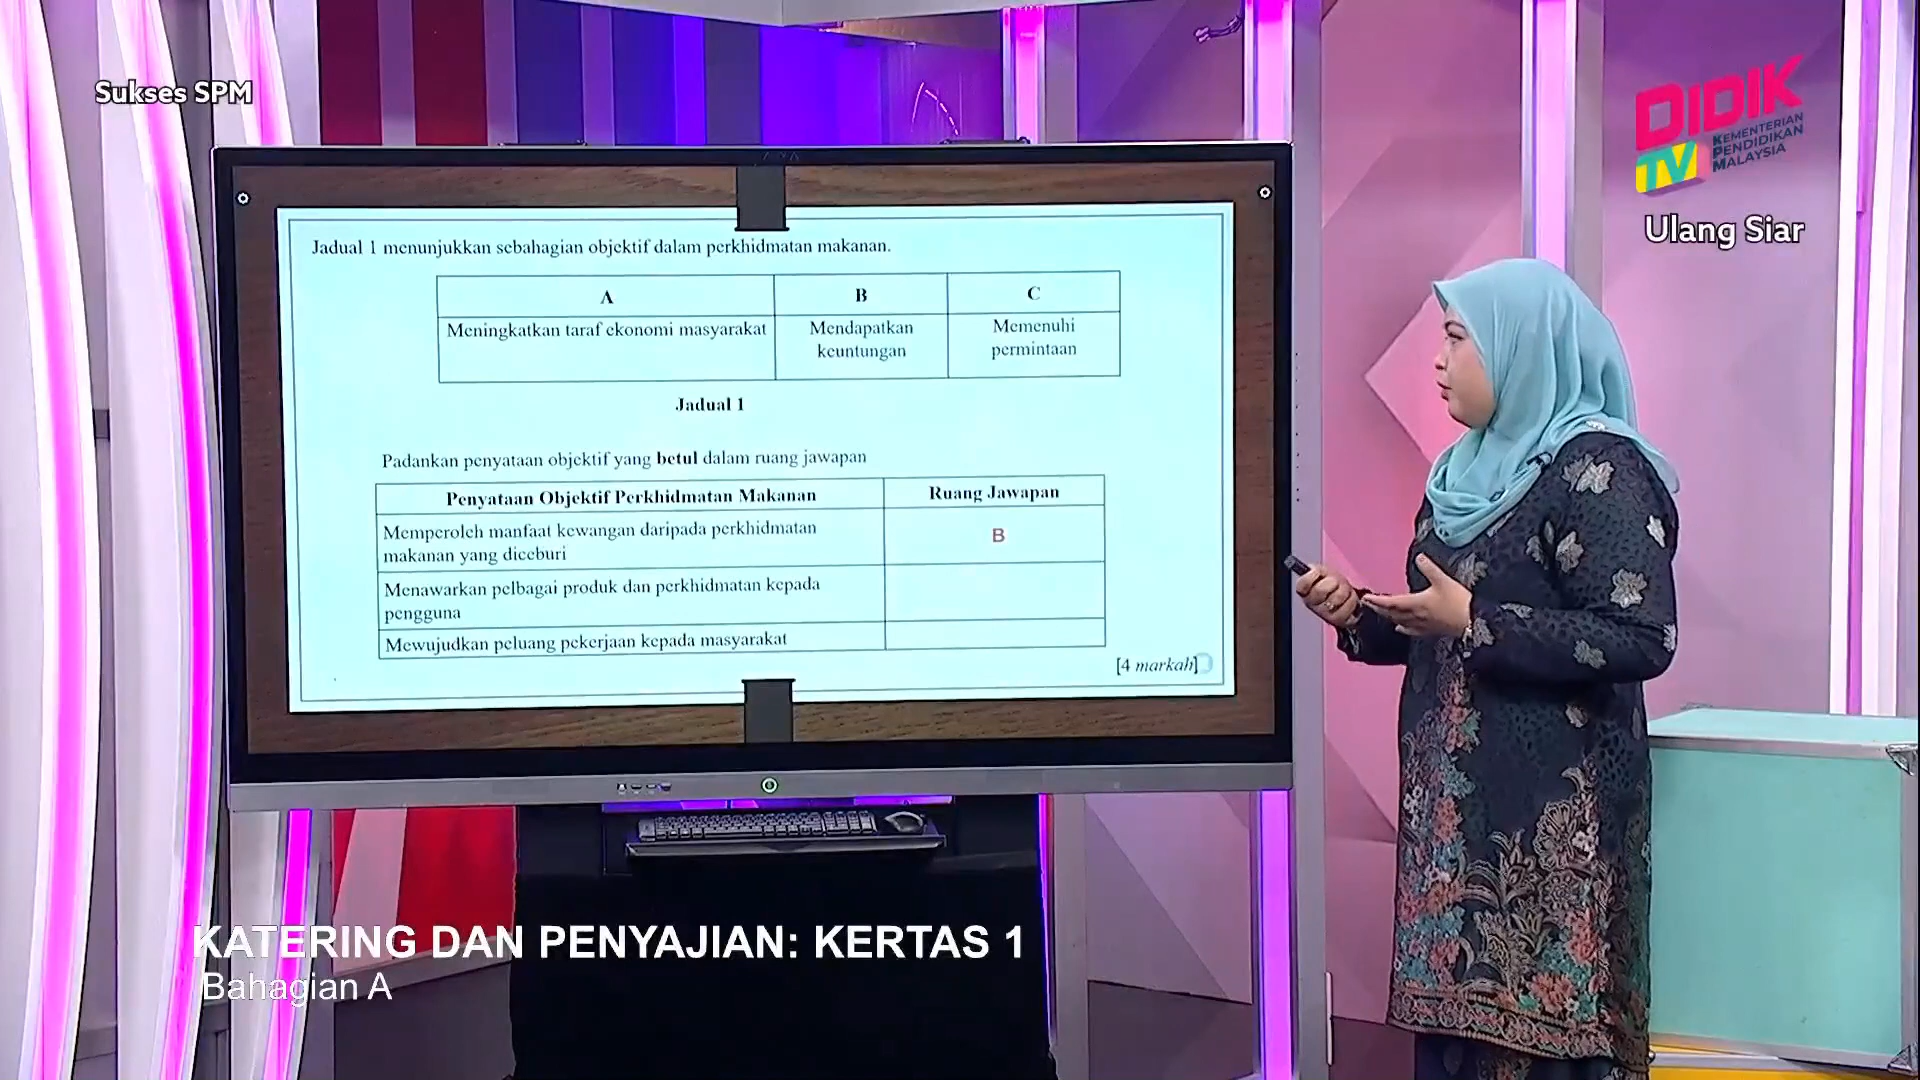 Sukses SPM
DIDIK
TV
KEMENTERIAN
PENDIDIKAN
MALAYSIA
Ulang Siar
Jadual 1 menunjukkan sebahagian objektif dalam perkhidmatan makanan.
A
B
C
Meningkatkan taraf ekonomi masyarakat
Mendapatkan
keuntungan
Memenuhi
permintaan
Jadual 1
Padankan penyataan objektif yang betul dalam ruang jawapan
Penyataan Objektif Perkhidmatan Makanan
Ruang Jawapan
Memperoleh manfaat kewangan daripada perkhidmatan
makanan yang diceburi
B
Menawarkan pelbagai produk dan perkhidmatan kepada
pengguna
Mewujudkan peluang pekerjaan kepada masyarakat
[4 markah]
KATERING DAN PENYAJIAN: KERTAS 1
Bahagian A